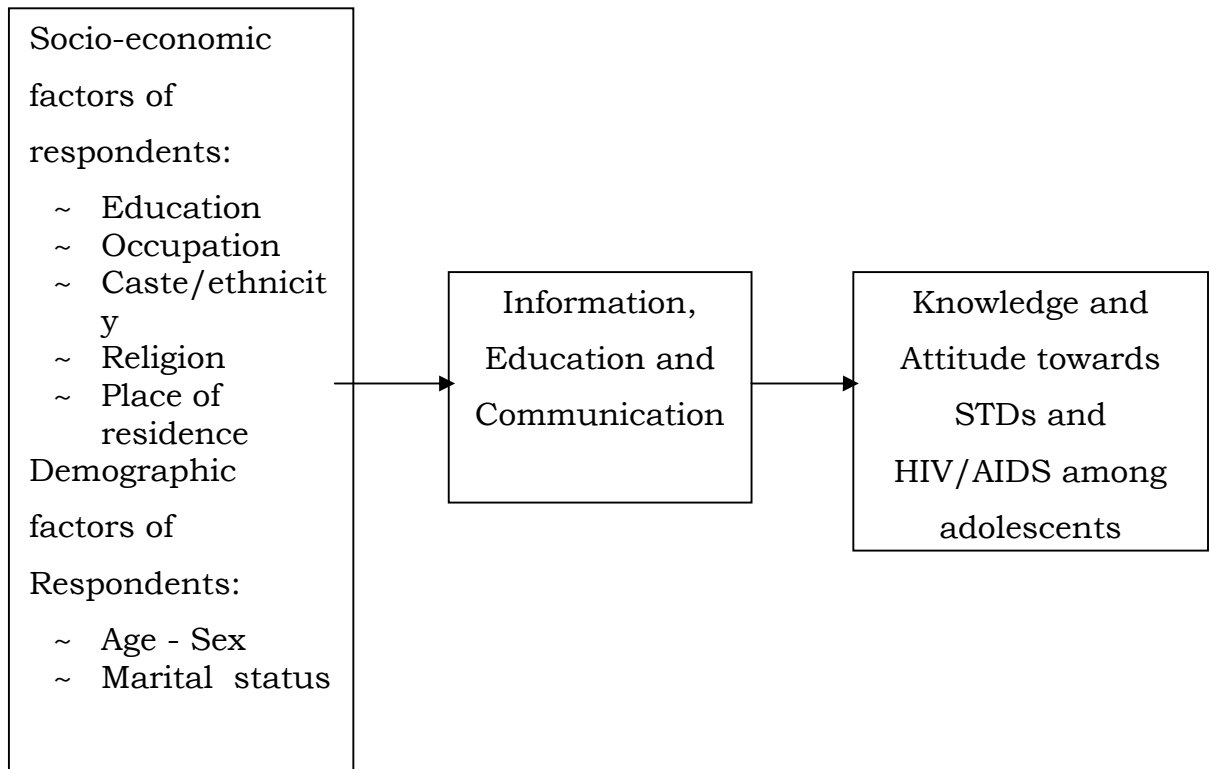 Socio-economic
factors of
respondents:
~ Education
~ Occupation
~ Caste/ethnicit
y
~ Religion
~ Place of
residence
Demographic
factors of
Respondents:
~ Age - Sex
~ Marital status
Information,
Education and
Communication
Knowledge and
Attitude towards
STDs and
HIV/AIDS among
adolescents